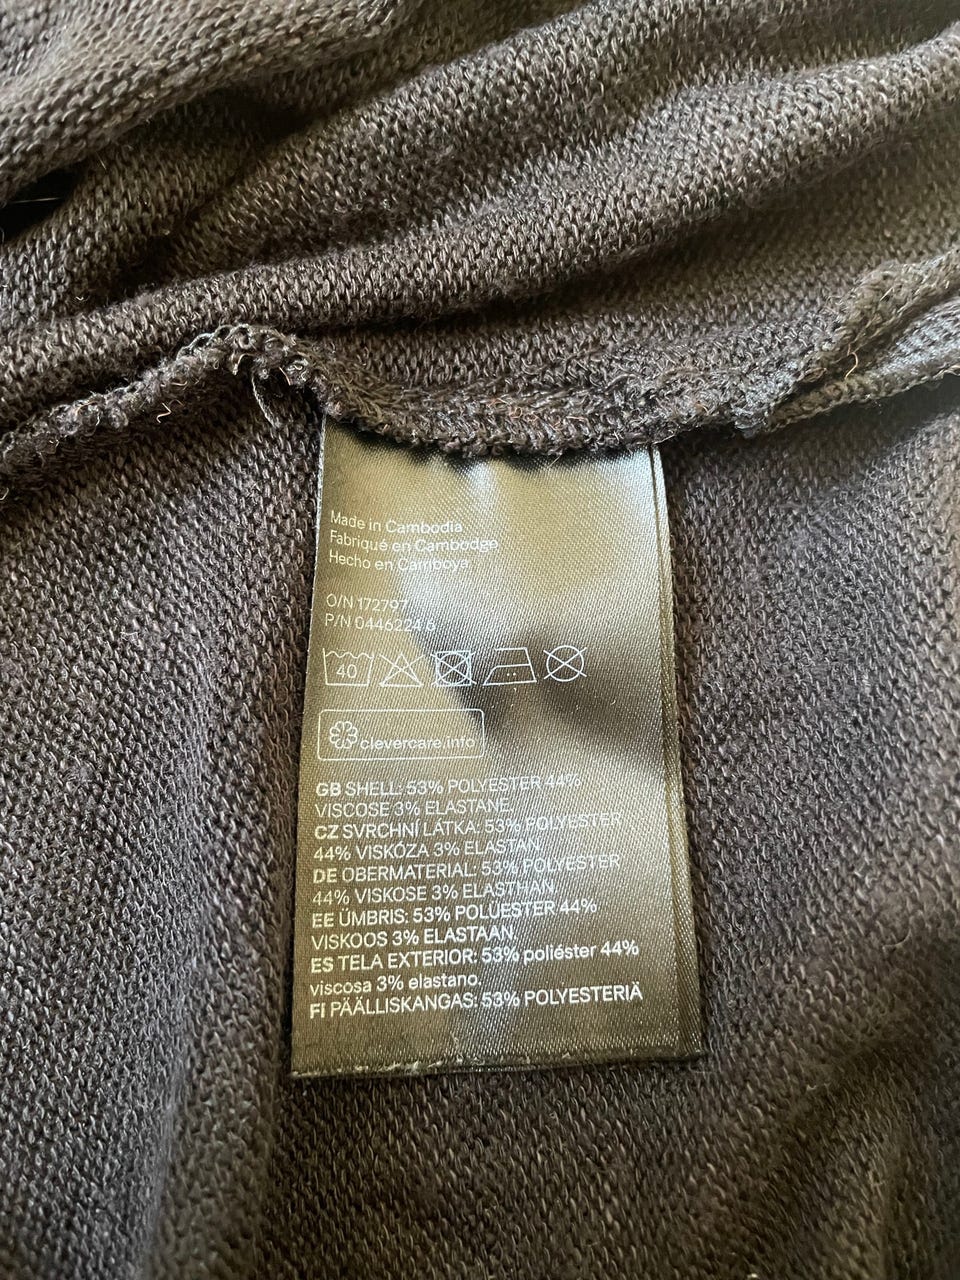 Made in Cambodia
Fabriqué en Cambodge
Hecho en Camboya
O/N 172797
P/N 0446224 6
40
clevercare.info
GB SHELL: 53% POLYESTER 44%
VISCOSE 3% ELASTANE.
CZ SVRCHNÍ LÁTKA: 53% POLYESTER
44% VISKÓZA 3% ELASTAN.
DE OBERMATERIAL: 53% POLYESTER
44% VISKOSE 3% ELASTHAN.
EE ÜMBRIS: 53% POLÜESTER 44%
VISKOOS 3% ELASTAAN.
ES TELA EXTERIOR: 53% poliéster 44%
viscosa 3% elastano.
FI PÄÄLLISKANGAS: 53% POLYESTERIÄ